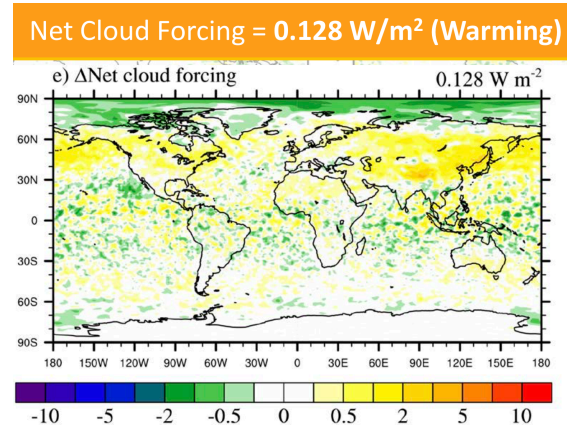 Net Cloud Forcing = 0.128 W/m² (Warming)
e) ΔNet cloud forcing 0.128 W m⁻²
90N
60N
30N
0
30S
60S
90S
180 150W 120W 90W 60W 30W 0 30E 60E 90E 120E 150E 180
-10 -5 -2 -0.5 0 0.5 2 5 10